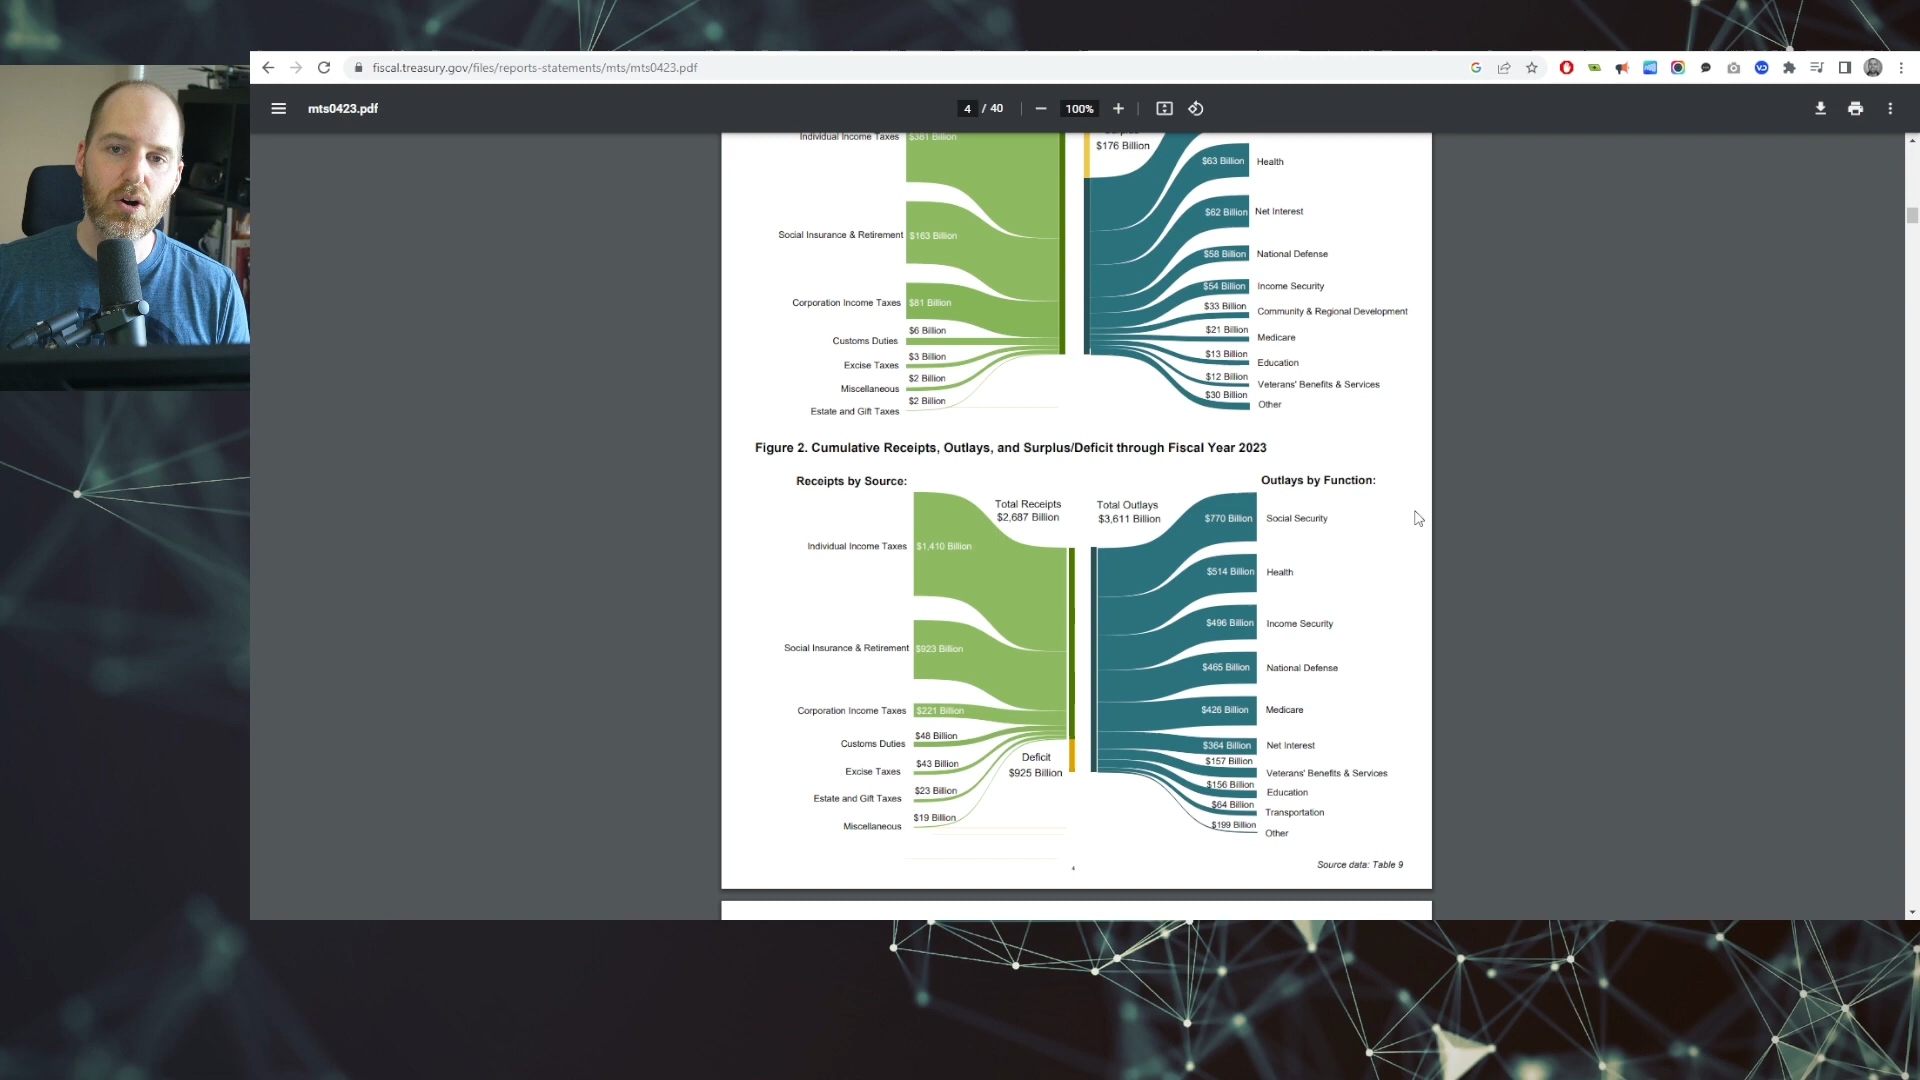 fiscal.treasury.gov/files/reports-statements/mts/mts0423.pdf
mts0423.pdf
4 / 40
100%
Individual Income Taxes $381 Billion
$176 Billion
$63 Billion Health
$62 Billion Net Interest
Social Insurance & Retirement $163 Billion
$58 Billion National Defense
$54 Billion Income Security
Corporation Income Taxes $81 Billion
$33 Billion Community & Regional Development
$6 Billion
Customs Duties
$21 Billion Medicare
$3 Billion
Excise Taxes
$13 Billion Education
$2 Billion
Miscellaneous
$12 Billion Veterans' Benefits & Services
$2 Billion
Estate and Gift Taxes
$30 Billion Other
Figure 2. Cumulative Receipts, Outlays, and Surplus/Deficit through Fiscal Year 2023
Receipts by Source:
Outlays by Function:
Total Receipts
$2,687 Billion
Total Outlays
$3,611 Billion
$770 Billion Social Security
Individual Income Taxes $1,410 Billion
$514 Billion Health
$496 Billion Income Security
Social Insurance & Retirement $923 Billion
$465 Billion National Defense
Corporation Income Taxes $221 Billion
$426 Billion Medicare
$48 Billion
Customs Duties
$364 Billion Net Interest
Deficit
$925 Billion
$43 Billion
Excise Taxes
$157 Billion
Veterans' Benefits & Services
$23 Billion
Estate and Gift Taxes
$156 Billion
Education
$64 Billion
Transportation
$19 Billion
Miscellaneous
$199 Billion
Other
Source data: Table 9
4